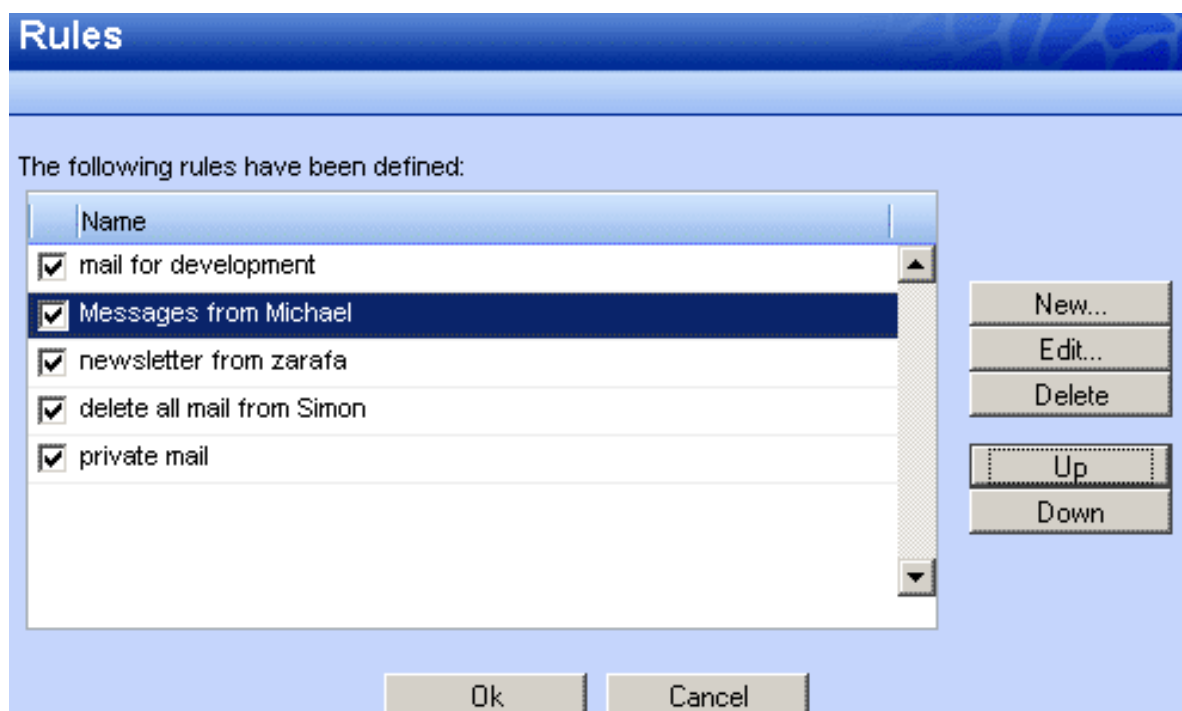 Rules
The following rules have been defined:
Name
mail for development
Messages from Michael
newsletter from zarafa
delete all mail from Simon
private mail
New...
Edit...
Delete
Up
Down
Ok
Cancel